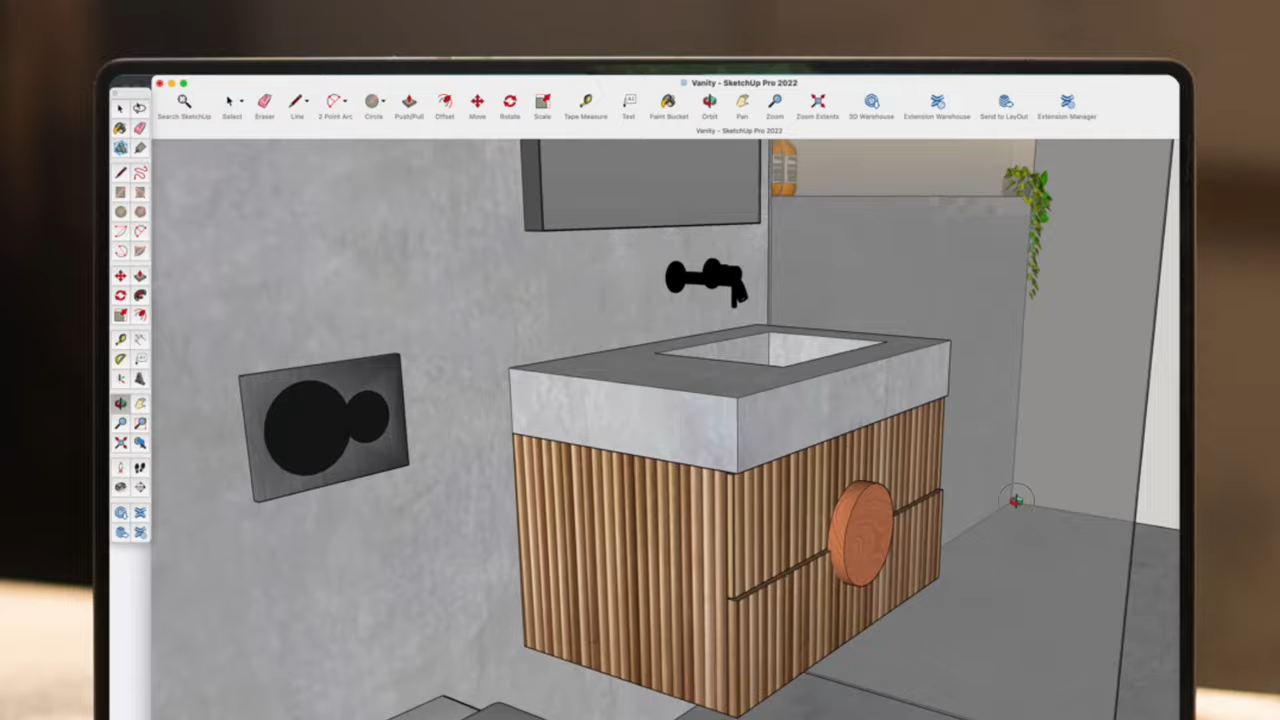 Vanity - SketchUp Pro 2022
Search SketchUp Select Eraser Line 2 Point Arc Circle Push/Pull Offset Move Rotate Scale Tape Measure Text Paint Bucket Orbit Pan Zoom Zoom Extents 3D Warehouse Extension Warehouse Send to LayOut Extension Manager
Vanity - SketchUp Pro 2022